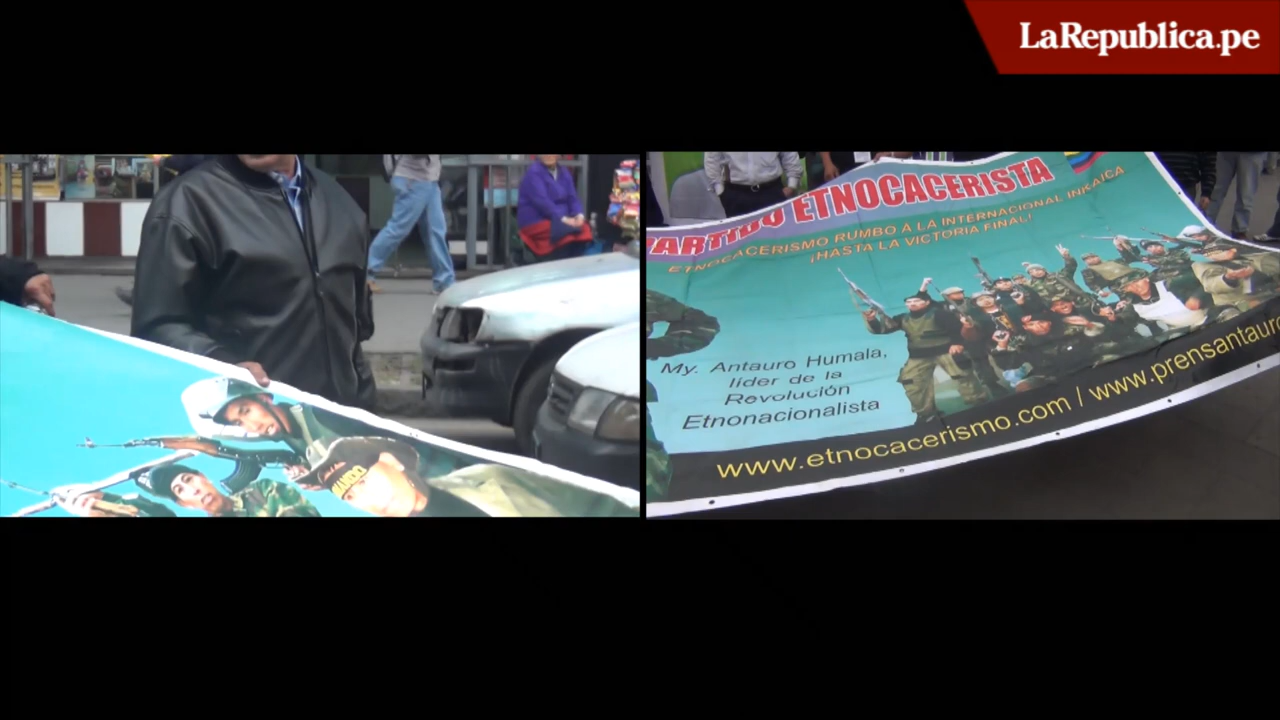 LaRepublica.pe
PARTIDO ETNOCACERISTA
ETNOCACERISMO RUMBO A LA INTERNACIONAL INKAICA
¡HASTA LA VICTORIA FINAL!
My. Antauro Humala,
líder de la
Revolución
Etnonacionalista
www.etnocacerismo.com / www.prensantauro
MANDO